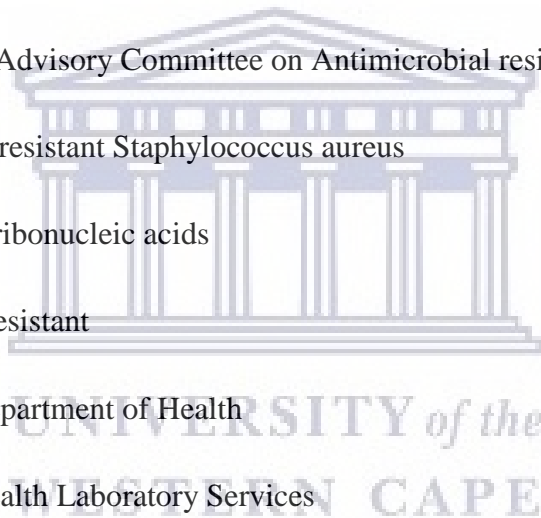 Advisory Committee on Antimicrobial resi
resistant Staphylococcus aureus
ribonucleic acids
esistant
partment of Health
UNIVERSITY of the
alth Laboratory Services
WESTERN CAPE